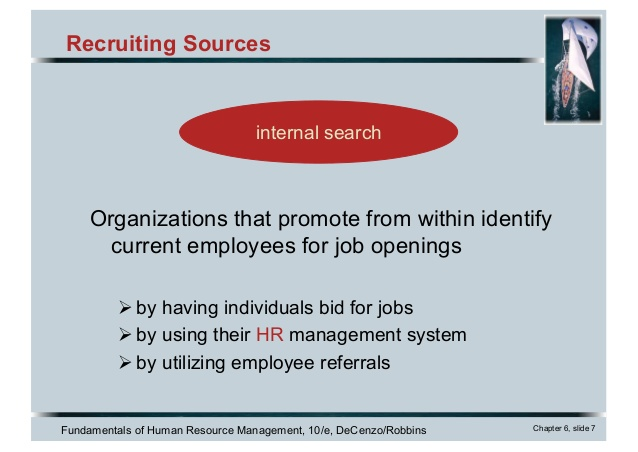 Recruiting Sources
internal search
Organizations that promote from within identify
current employees for job openings
➢ by having individuals bid for jobs
➢ by using their HR management system
➢ by utilizing employee referrals
Fundamentals of Human Resource Management, 10/e, DeCenzo/Robbins
Chapter 6, slide 7